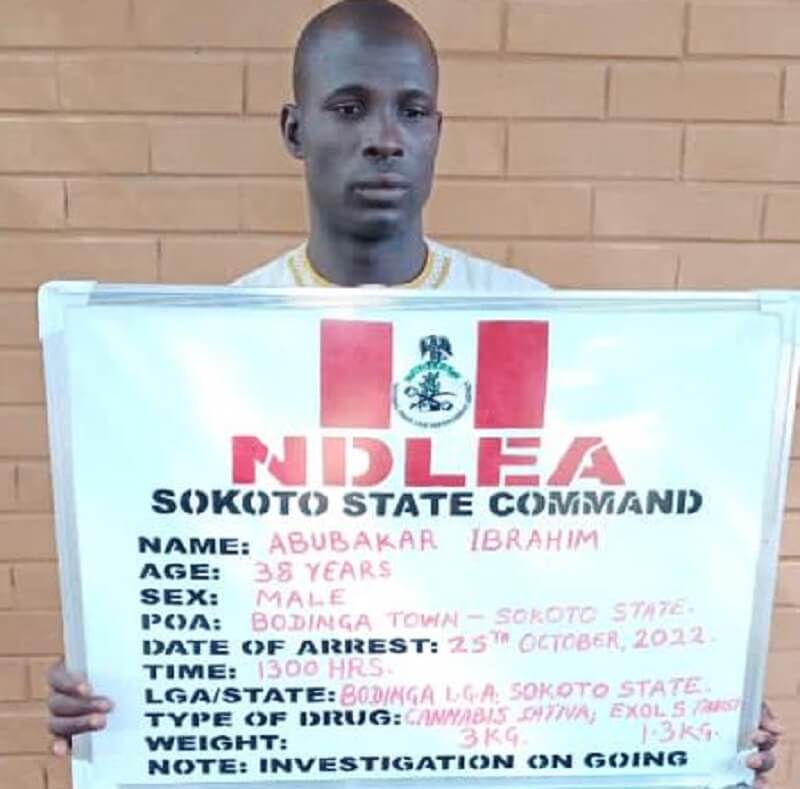 NDLEA
SOKOTO STATE COMMAND
NAME: ABUBAKAR IBRAHIM
AGE: 38 YEARS
SEX: MALE
POA: BODINGA TOWN - SOKOTO STATE.
DATE OF ARREST: 25TH OCTOBER, 2022.
TIME: 1300 HRS.
LGA/STATE: BODINGA L.G.A. SOKOTO STATE.
TYPE OF DRUG: CANNABIS SATIVA, EXOL 5
WEIGHT: 3KG. 1.3KG.
NOTE: INVESTIGATION ON GOING